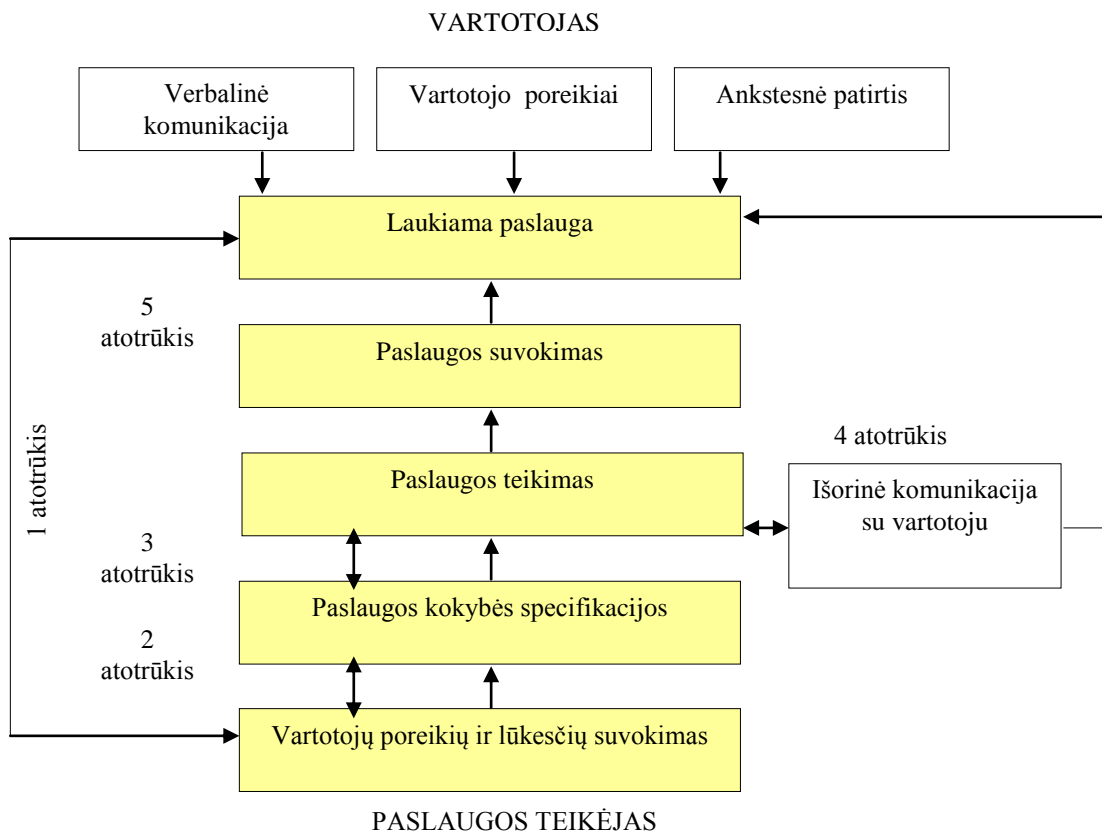 VARTOTOJAS
Verbalinė
komunikacija
Vartotojo poreikiai
Ankstesnė patirtis
Laukiama paslauga
5
atotrūkis
Paslaugos suvokimas
1 atotrūkis
4 atotrūkis
Paslaugos teikimas
Išorinė komunikacija
su vartotoju
3
atotrūkis
Paslaugos kokybės specifikacijos
2
atotrūkis
Vartotojų poreikių ir lūkesčių suvokimas
PASLAUGOS TEIKĖJAS